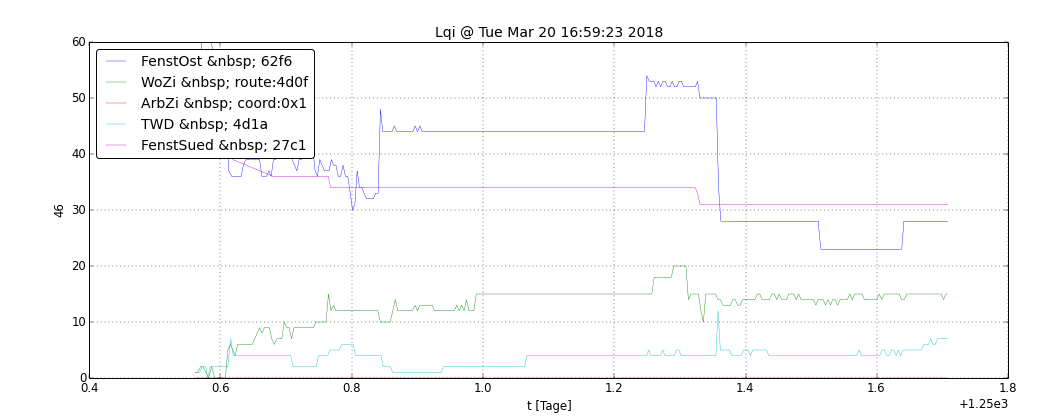 Lqi @ Tue Mar 20 16:59:23 2018
60
50
40
30
20
10
0
46
FenstOst &nbsp; 62f6
WoZi &nbsp; route:4d0f
ArbZi &nbsp; coord:0x1
TWD &nbsp; 4d1a
FenstSued &nbsp; 27c1
0.4 0.6 0.8 1.0 1.2 1.4 1.6 1.8
t [Tage]
+1.25e3